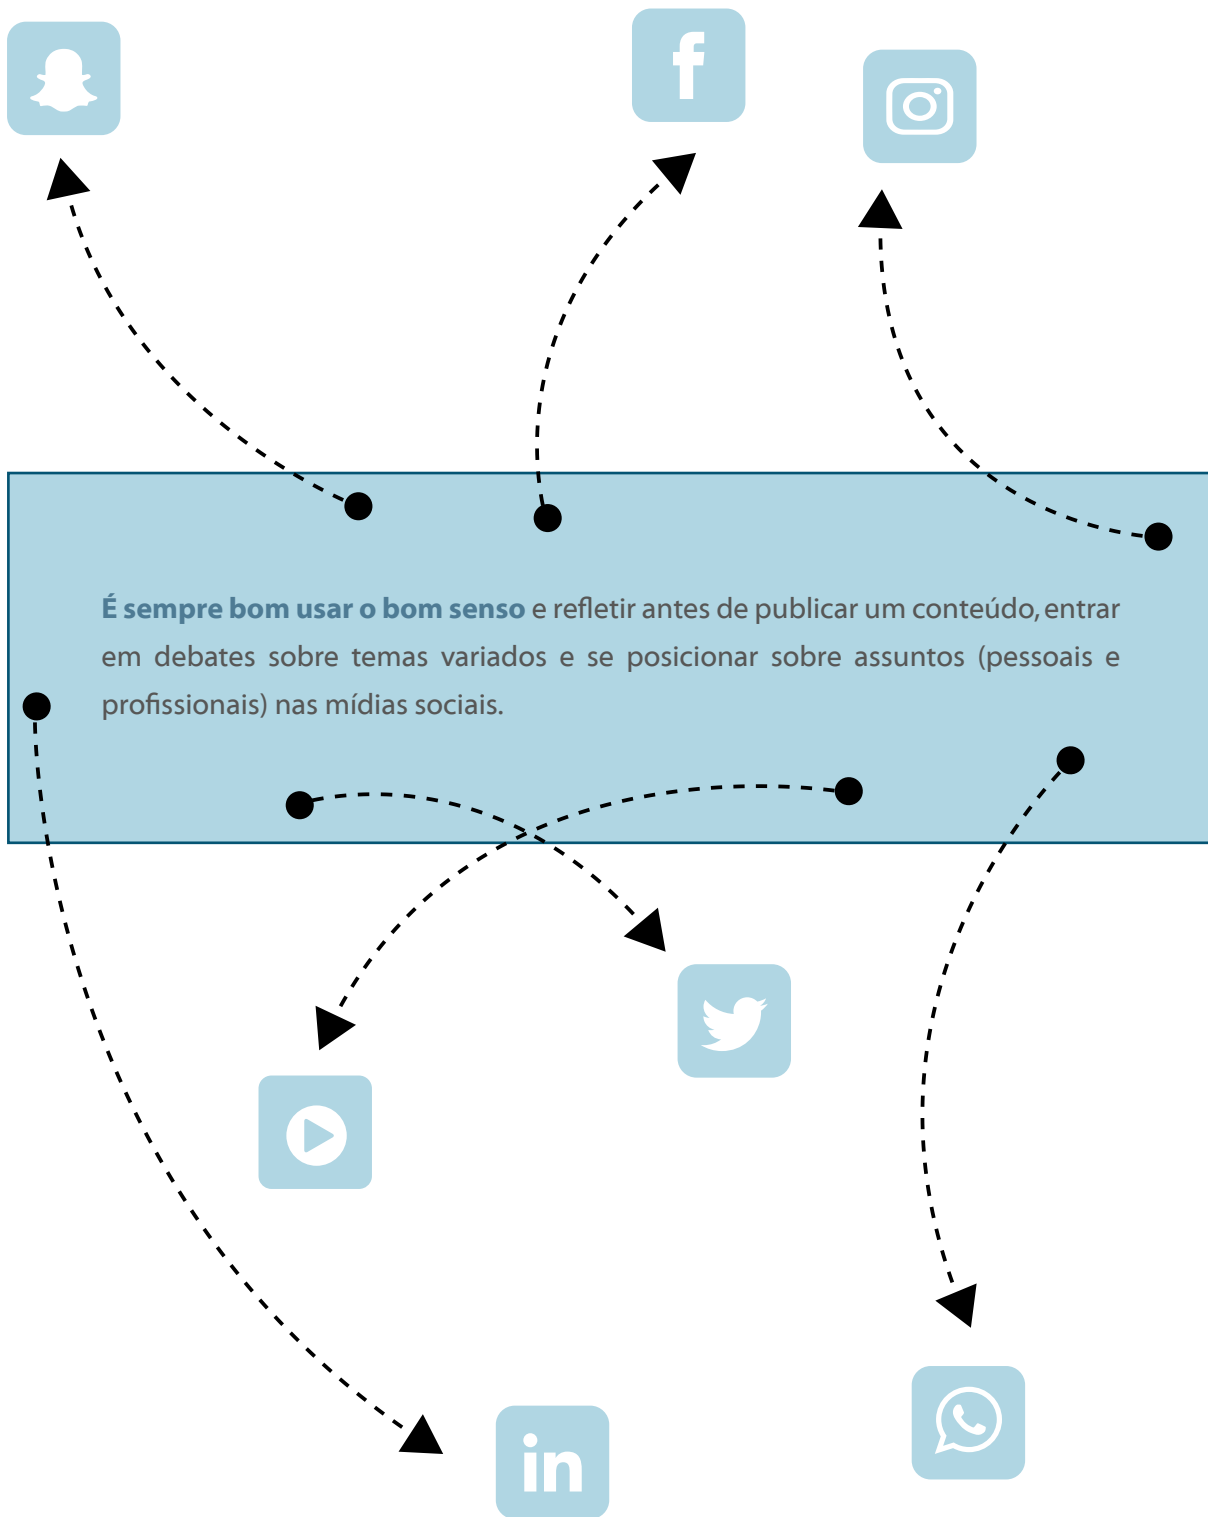 É sempre bom usar o bom senso e refletir antes de publicar um conteúdo, entrar
em debates sobre temas variados e se posicionar sobre assuntos (pessoais e
profissionais) nas mídias sociais.
in